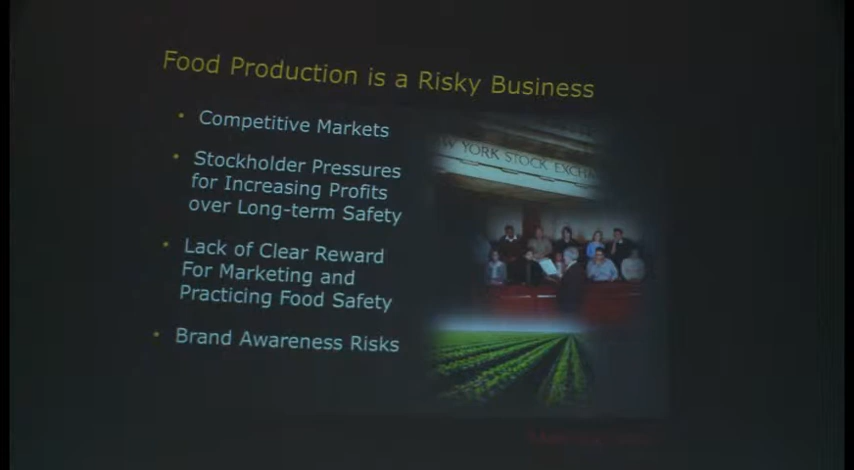 Food Production is a Risky Business
• Competitive Markets
• Stockholder Pressures
for Increasing Profits
over Long-term Safety
• Lack of Clear Reward
For Marketing and
Practicing Food Safety
• Brand Awareness Risks
YORK STOCK